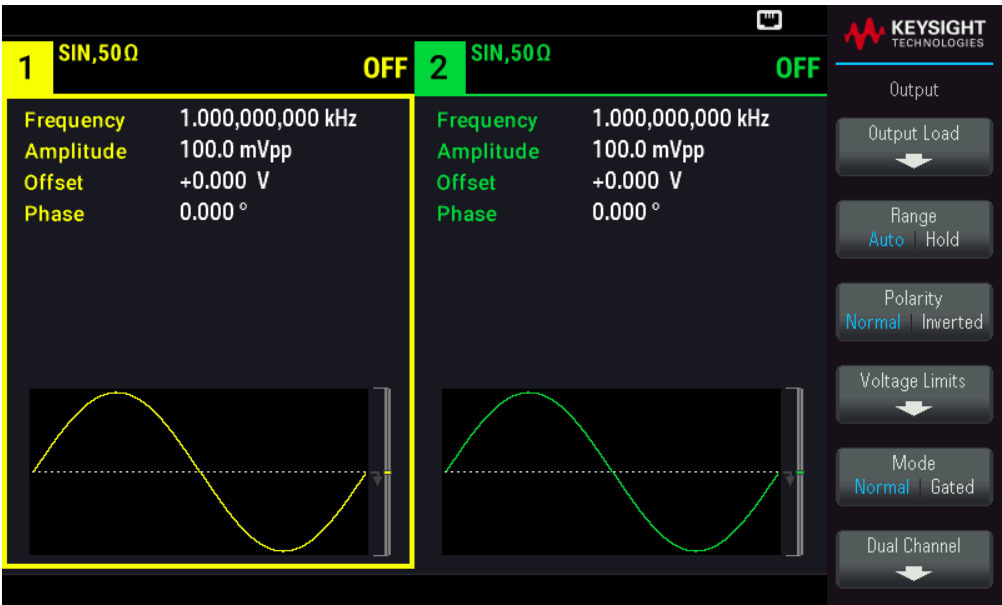 KEYSIGHT
TECHNOLOGIES
1 SIN,50Ω OFF
2 SIN,50Ω OFF
Frequency 1.000,000,000 kHz
Amplitude 100.0 mVpp
Offset +0.000 V
Phase 0.000 °
Frequency 1.000,000,000 kHz
Amplitude 100.0 mVpp
Offset +0.000 V
Phase 0.000 °
Output
Output Load
Range
Auto | Hold
Polarity
Normal | Inverted
Voltage Limits
Mode
Normal | Gated
Dual Channel